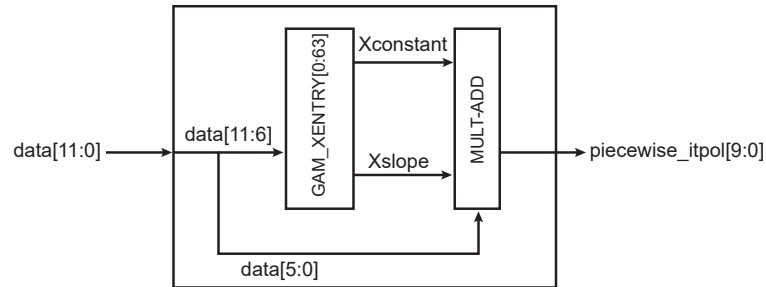 Xconstant
GAM_XENTRY[0:63]
MULT-ADD
data[11:6]
data[11:0]
piecewise_itpol[9:0]
Xslope
data[5:0]